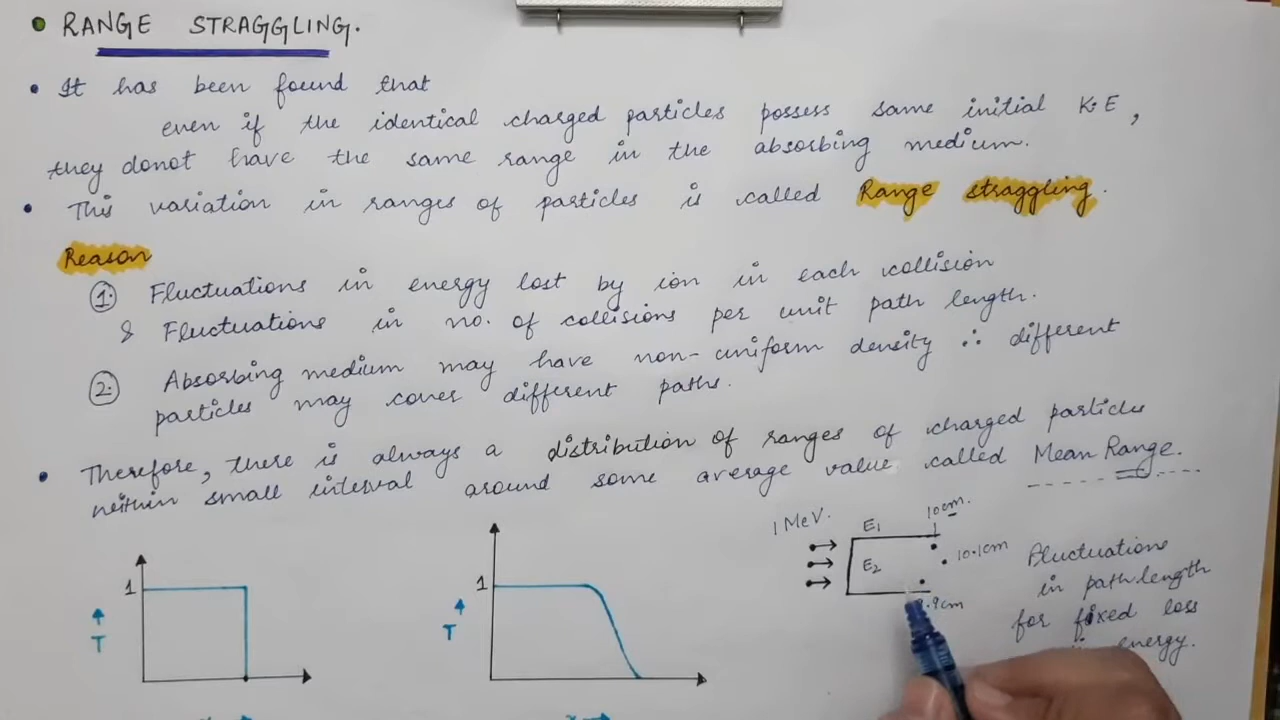 RANGE STRAGGLING.
It has been found that
even if the identical charged particles possess same initial K.E,
they donot have the same range in the absorbing medium.
This variation in ranges of particles is called Range straggling.
Reason
1. Fluctuations in energy lost by ion in each collision
& Fluctuations in no. of collisions per unit path length.
2. Absorbing medium may have non-uniform density ∴ different
particles may cover different paths.
Therefore, there is always a distribution of ranges of charged particles
within small interval around some average value called Mean Range.
1 MeV.
E1
10cm.
E2
10.1cm
.9cm
Fluctuations
in pathlength
for fixed loss
energy.
1
T
1
T